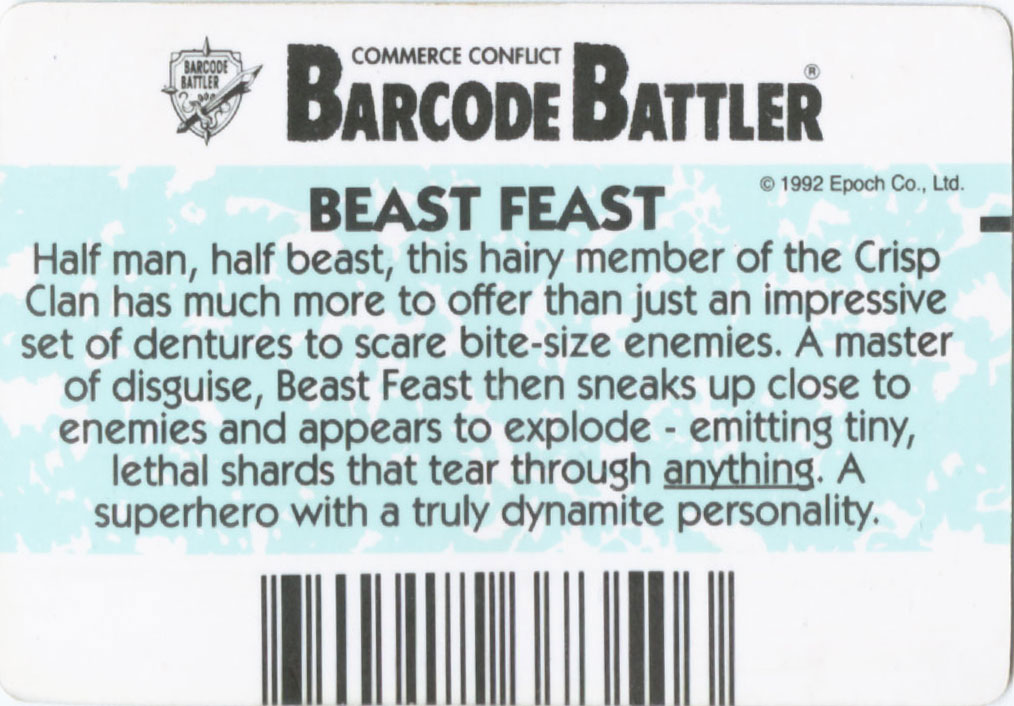 BARCODE
BATTLER
COMMERCE CONFLICT
BARCODE BATTLER®
© 1992 Epoch Co., Ltd.
BEAST FEAST
Half man, half beast, this hairy member of the Crisp
Clan has much more to offer than just an impressive
set of dentures to scare bite-size enemies. A master
of disguise, Beast Feast then sneaks up close to
enemies and appears to explode - emitting tiny,
lethal shards that tear through anything. A
superhero with a truly dynamite personality.